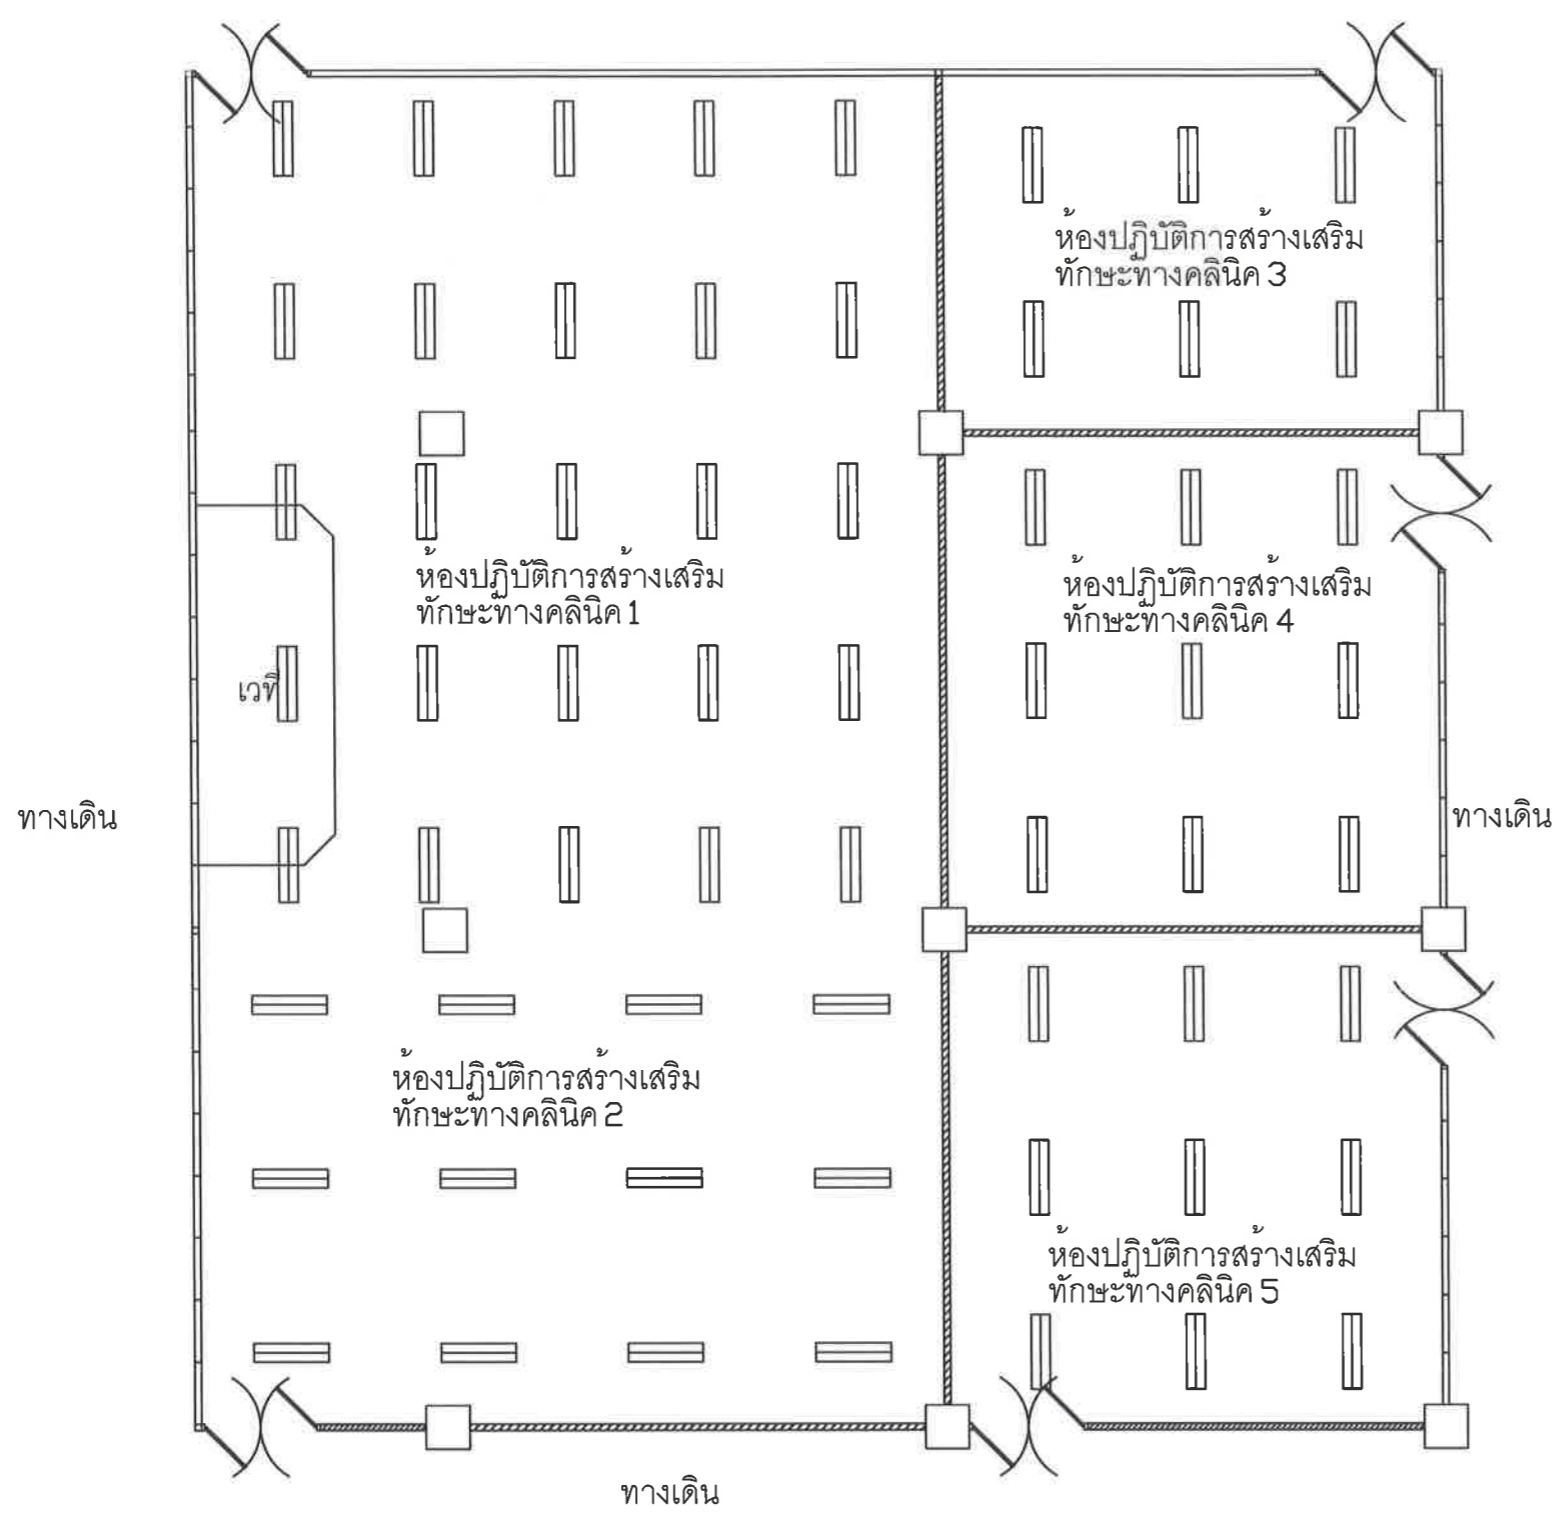 ห้องปฏิบัติการสร้างเสริม
ทักษะทางคลินิค 3
ห้องปฏิบัติการสร้างเสริม
ทักษะทางคลินิค 1
ห้องปฏิบัติการสร้างเสริม
ทักษะทางคลินิค 4
เวที
ทางเดิน
ทางเดิน
ห้องปฏิบัติการสร้างเสริม
ทักษะทางคลินิค 2
ห้องปฏิบัติการสร้างเสริม
ทักษะทางคลินิค 5
ทางเดิน